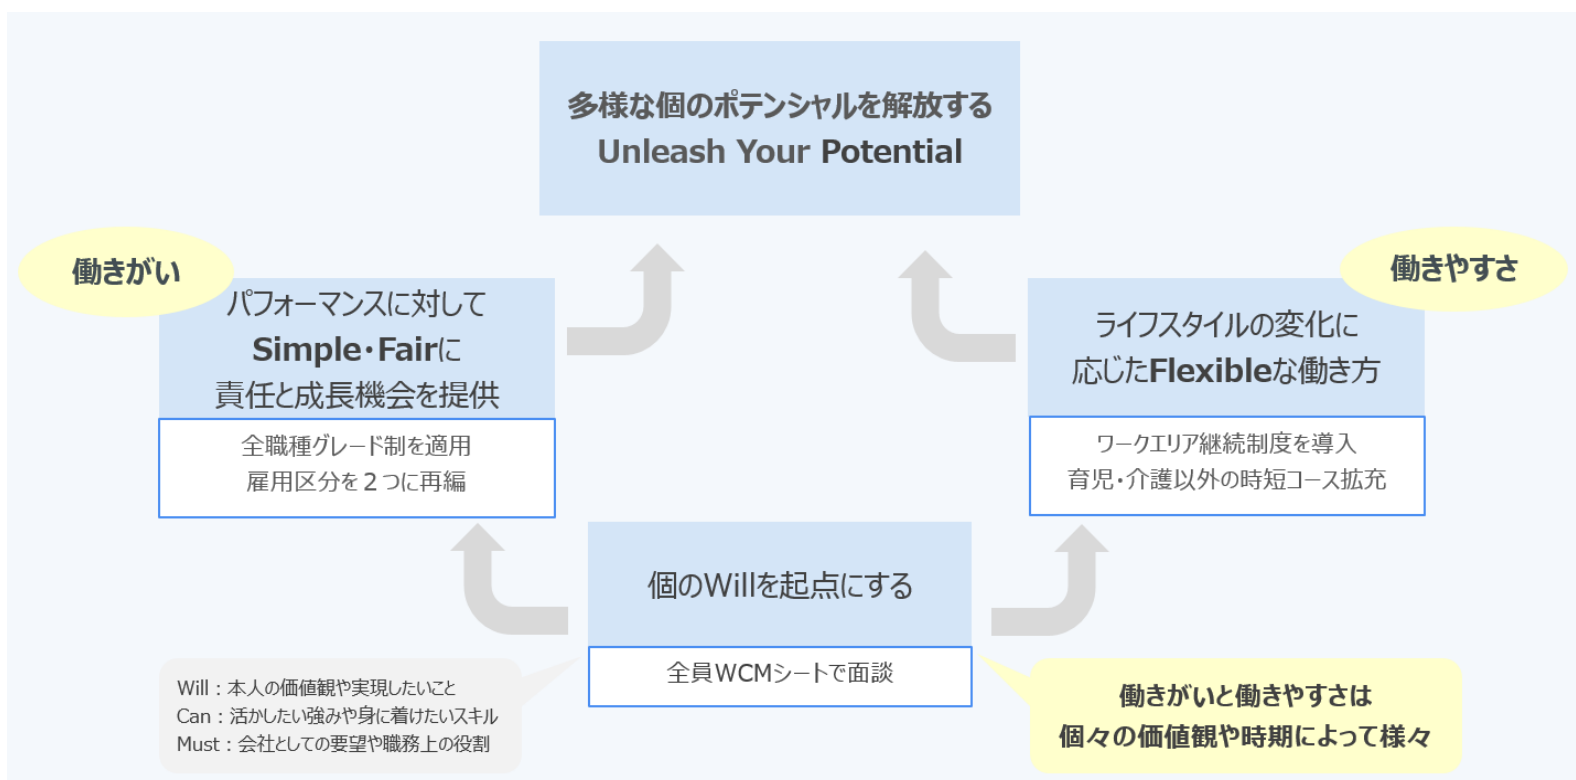 多様な個のポテンシャルを解放する
Unleash Your Potential
働きがい
パフォーマンスに対して
Simple・Fairに
責任と成長機会を提供
全職種グレード制を適用
雇用区分を２つに再編
働きやすさ
ライフスタイルの変化に
応じたFlexibleな働き方
ワークエリア継続制度を導入
育児・介護以外の時短コース拡充
個のWillを起点にする
全員WCMシートで面談
Will：本人の価値観や実現したいこと
Can：活かしたい強みや身に着けたいスキル
Must：会社としての要望や職務上の役割
働きがいと働きやすさは
個々の価値観や時期によって様々